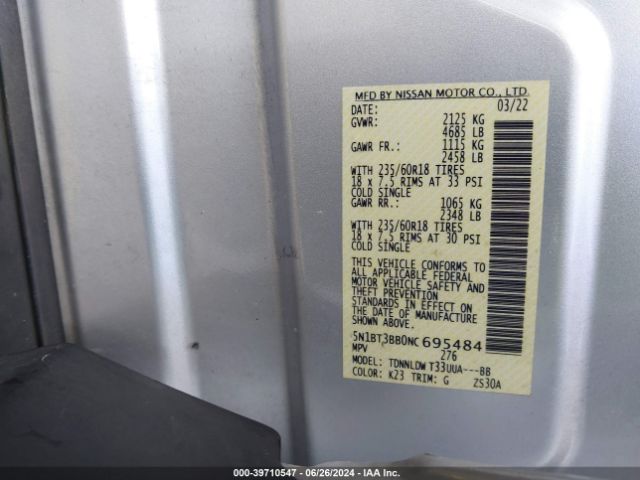 MFD BY NISSAN MOTOR CO., LTD
DATE: 03/22
GVWR: 2125 KG
4685 LB
GAWR FR.: 1115 KG
2458 LB
WITH 235/60R18 TIRES
18 x 7.5 RIMS AT 33 PSI
COLD SINGLE
GAWR RR.: 1065 KG
2348 LB
WITH 235/60R18 TIRES
18 x 7.5 RIMS AT 30 PSI
COLD SINGLE
THIS VEHICLE CONFORMS TO
ALL APPLICABLE FEDERAL
MOTOR VEHICLE SAFETY AND
THEFT PREVENTION
STANDARDS IN EFFECT ON
THE DATE OF MANUFACTURE
SHOWN ABOVE.
5N1BT3BB0NC695484
MPV 276
MODEL: TDNNLDW T33UUA---BB
COLOR: K23 TRIM: G ZS30A
000-39710547 / 06/26/2024 - IAA Inc.